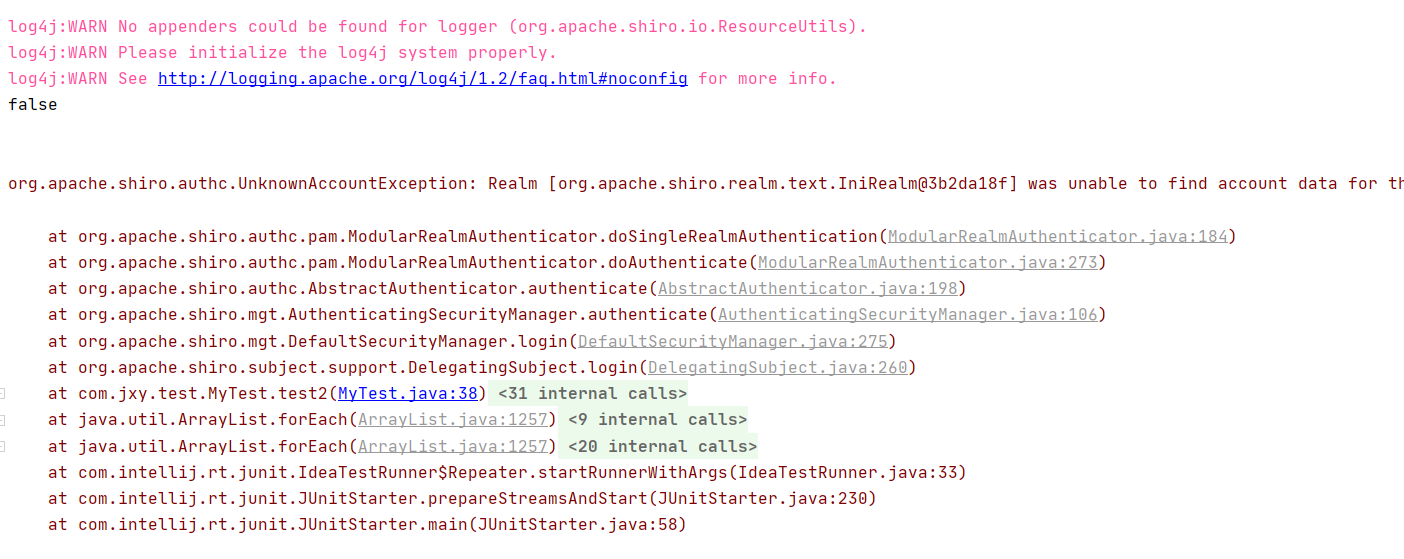 log4j:WARN No appenders could be found for logger (org.apache.shiro.io.ResourceUtils).
log4j:WARN Please initialize the log4j system properly.
log4j:WARN See http://logging.apache.org/log4j/1.2/faq.html#noconfig for more info.
false
org.apache.shiro.authc.UnknownAccountException: Realm [org.apache.shiro.realm.text.IniRealm@3b2da18f] was unable to find account data for th
at org.apache.shiro.authc.pam.ModularRealmAuthenticator.doSingleRealmAuthentication(ModularRealmAuthenticator.java:184)
at org.apache.shiro.authc.pam.ModularRealmAuthenticator.doAuthenticate(ModularRealmAuthenticator.java:273)
at org.apache.shiro.authc.AbstractAuthenticator.authenticate(AbstractAuthenticator.java:198)
at org.apache.shiro.mgt.AuthenticatingSecurityManager.authenticate(AuthenticatingSecurityManager.java:106)
at org.apache.shiro.mgt.DefaultSecurityManager.login(DefaultSecurityManager.java:275)
at org.apache.shiro.subject.support.DelegatingSubject.login(DelegatingSubject.java:260)
at com.jxy.test.MyTest.test2(MyTest.java:38) <31 internal calls>
at java.util.ArrayList.forEach(ArrayList.java:1257) <9 internal calls>
at java.util.ArrayList.forEach(ArrayList.java:1257) <20 internal calls>
at com.intellij.rt.junit.IdeaTestRunner$Repeater.startRunnerWithArgs(IdeaTestRunner.java:33)
at com.intellij.rt.junit.JUnitStarter.prepareStreamsAndStart(JUnitStarter.java:230)
at com.intellij.rt.junit.JUnitStarter.main(JUnitStarter.java:58)